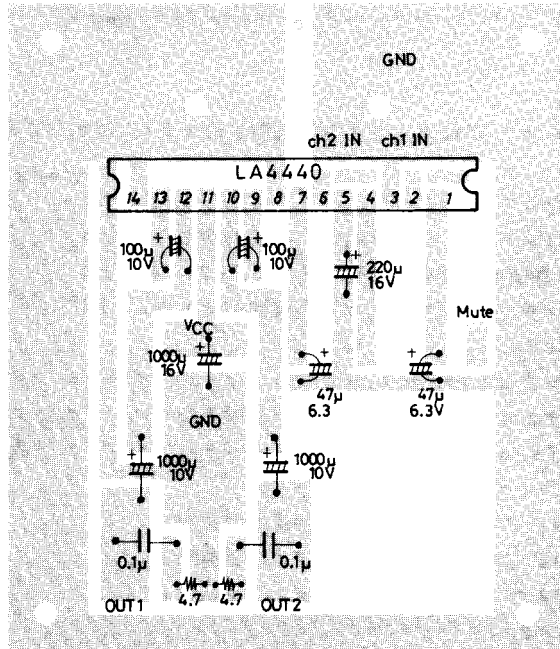 GND
ch2 IN ch1 IN
LA4440
14 13 12 11 10 9 8 7 6 5 4 3 2 1
+ + +
100µ 10V
100µ 10V
220µ 16V
Mute
VCC
+
1000µ 16V
+
47µ 6.3
+
47µ 6.3V
GND
+
1000µ 10V
+
1000µ 10V
0.1µ
0.1µ
4.7 4.7
OUT1 OUT2